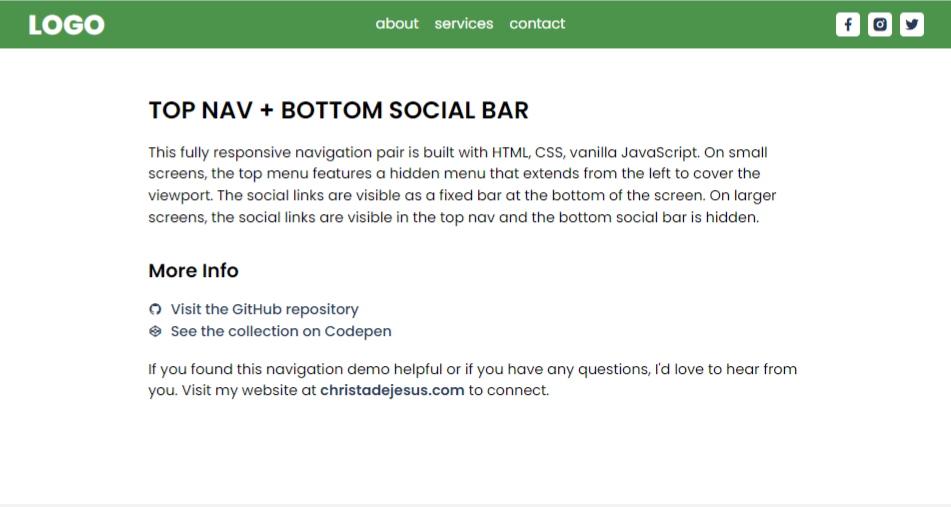 LOGO
about services contact
TOP NAV + BOTTOM SOCIAL BAR
This fully responsive navigation pair is built with HTML, CSS, vanilla JavaScript. On small
screens, the top menu features a hidden menu that extends from the left to cover the
viewport. The social links are visible as a fixed bar at the bottom of the screen. On larger
screens, the social links are visible in the top nav and the bottom social bar is hidden.
More Info
Visit the GitHub repository
See the collection on Codepen
If you found this navigation demo helpful or if you have any questions, I'd love to hear from
you. Visit my website at christadejesus.com to connect.